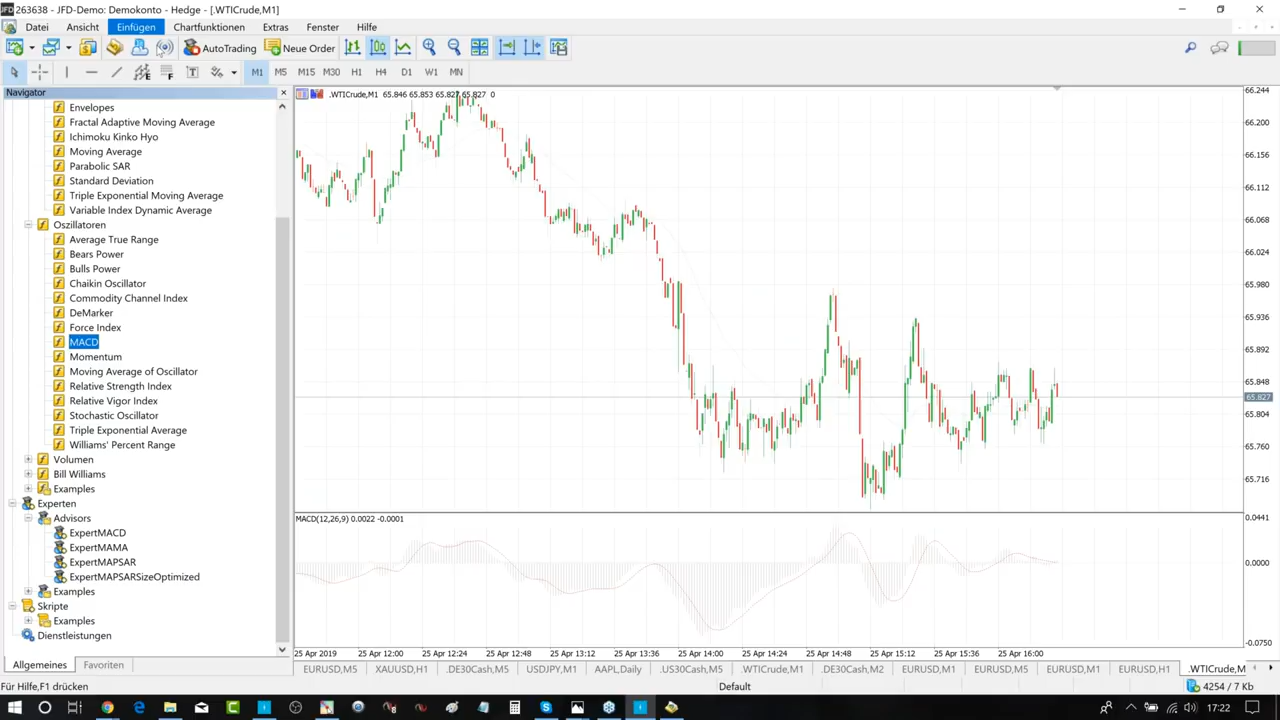 263638 - JFD-Demo: Demokonto - Hedge - [.WTICrude,M1]
Datei Ansicht Einfügen Chartfunktionen Extras Fenster Hilfe
AutoTrading New Order
M1 M5 M15 M30 H1 H4 D1 W1 MN
Navigator
Envelopes
Fractal Adaptive Moving Average
Ichimoku Kinko Hyo
Moving Average
Parabolic SAR
Standard Deviation
Triple Exponential Moving Average
Variable Index Dynamic Average
Oszillatoren
Average True Range
Bears Power
Bulls Power
Chaikin Oscillator
Commodity Channel Index
DeMarker
Force Index
MACD
Momentum
Moving Average of Oscillator
Relative Strength Index
Relative Vigor Index
Stochastic Oscillator
Triple Exponential Average
Williams' Percent Range
Volumen
Bill Williams
Examples
Experten
Advisors
ExpertMACD
ExpertMAMA
ExpertMAPSAR
ExpertMAPSARSizeOptimized
Examples
Skripte
Examples
Dienstleistungen
Allgemeines Favoriten
.WTICrude,M1 65.846 65.853 65.827 65.827 0
66.244
66.200
66.156
66.112
66.068
66.024
65.980
65.936
65.892
65.848
65.827
65.804
65.760
65.716
MACD(12,26,9) 0.0022 -0.0001
0.0441
0.0000
-0.0750
25 Apr 2019 25 Apr 12:00 25 Apr 12:24 25 Apr 12:48 25 Apr 13:12 25 Apr 13:36 25 Apr 14:00 25 Apr 14:24 25 Apr 14:48 25 Apr 15:12 25 Apr 15:36 25 Apr 16:00
EURUSD,M5 XAUUSD,H1 .DE30Cash,M5 USDJPY,M1 AAPL,Daily .US30Cash,M5 .WTICrude,M1 .DE30Cash,M2 EURUSD,M1 EURUSD,M5 EURUSD,M1 EURUSD,H1 .WTICrude,M
Für Hilfe,F1 drücken Default 4254 / 7 Kb
17:22